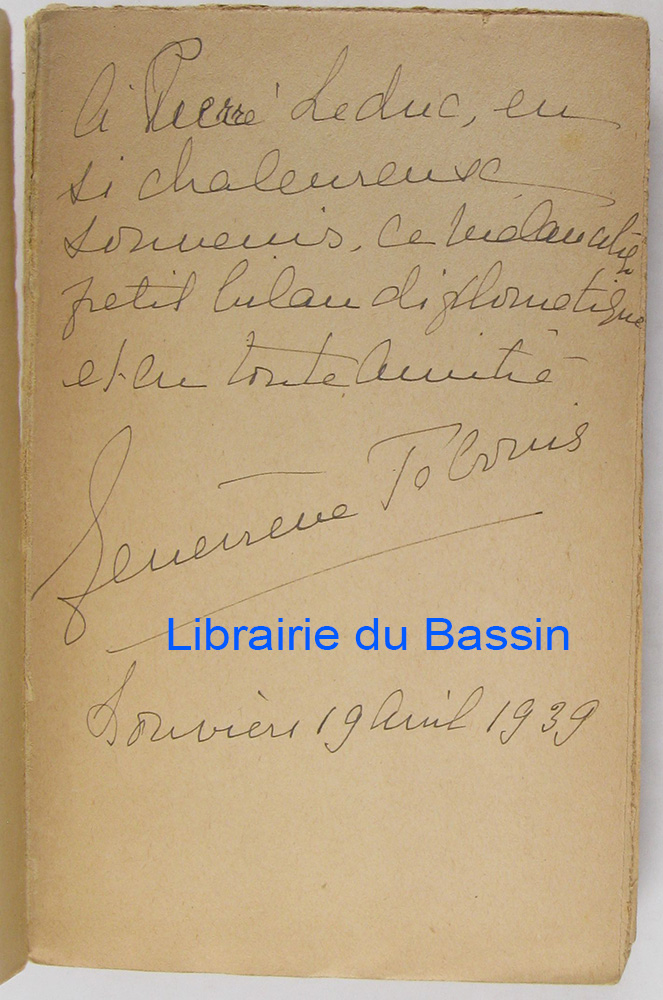 à Pierre Leduc, en
si chaleureux
souvenir, ce mélancolique
petit bilan diplomatique
et en toute amitié
Geneviève Tabouis
Librairie du Bassin
19 Avril 1939